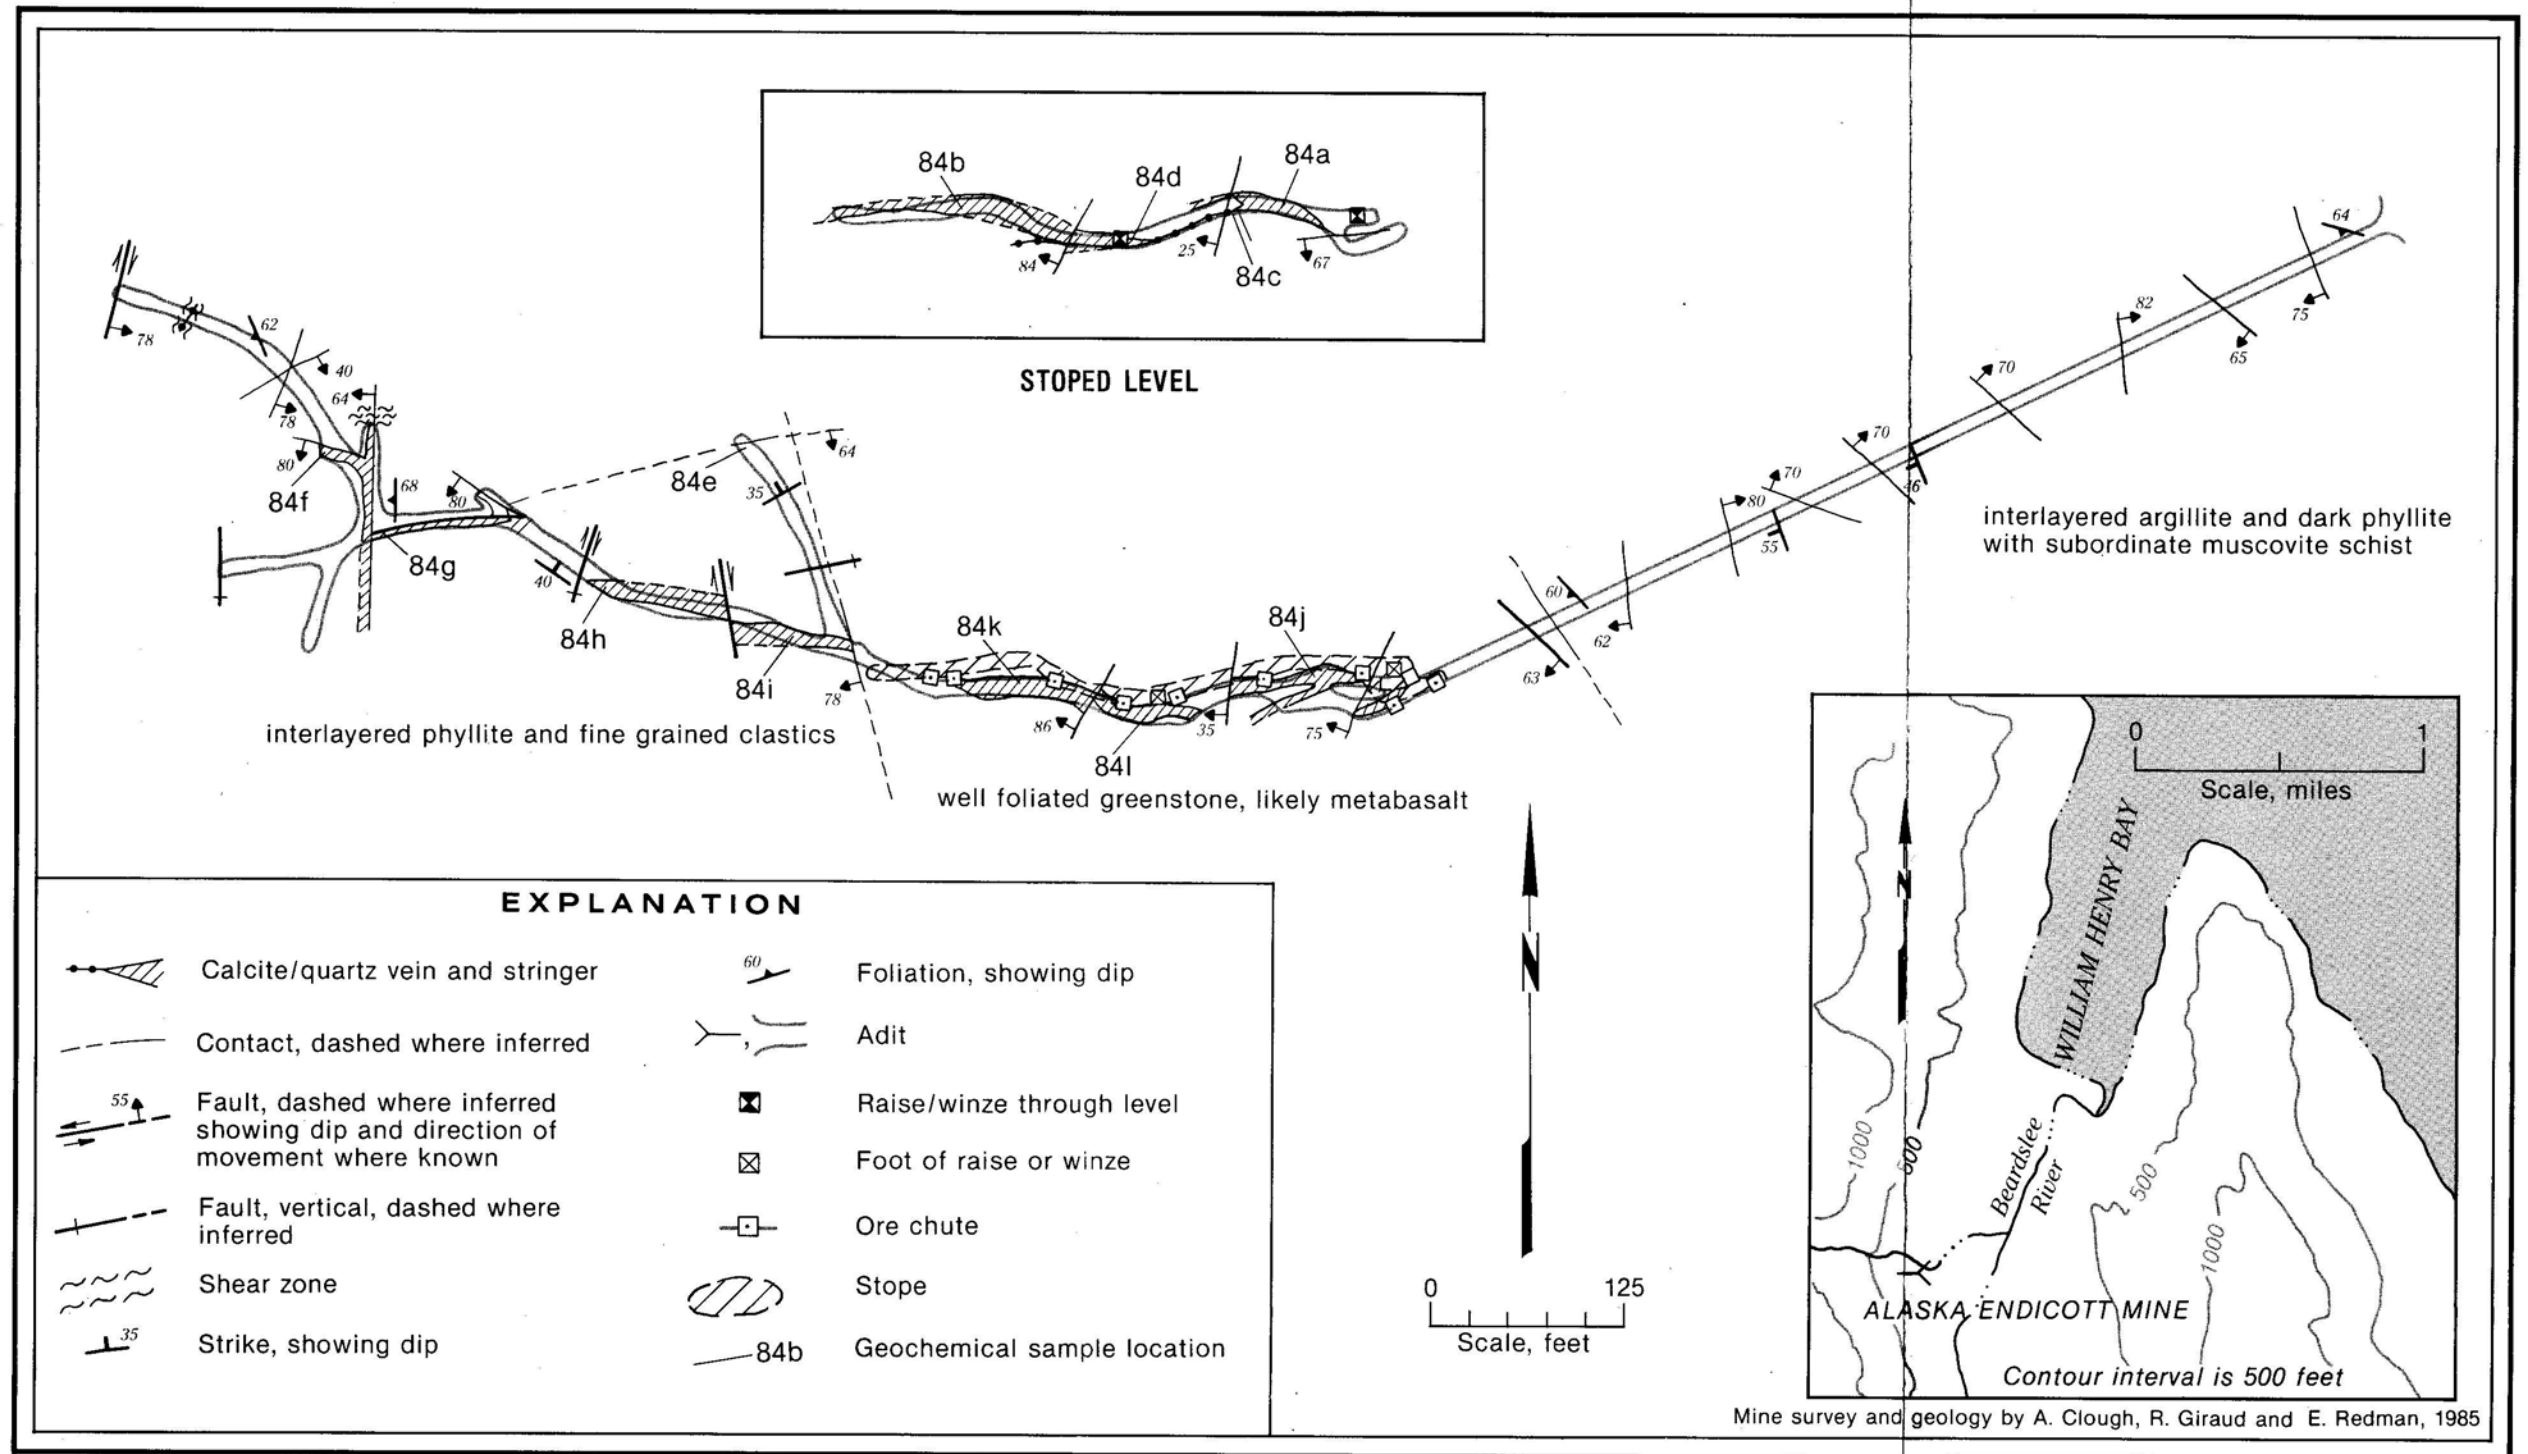 84b
84d
84a
84
25
84c
67
STOPED LEVEL
78
62
40
64
78
80
84f
68
80
84g
84e
35
64
40
84h
84i
78
84k
84j
86
84l
35
75
63
60
62
80
70
55
70
46
70
82
65
75
64
interlayered argillite and dark phyllite
with subordinate muscovite schist
interlayered phyllite and fine grained clastics
well foliated greenstone, likely metabasalt
EXPLANATION
Calcite/quartz vein and stringer
Contact, dashed where inferred
55
Fault, dashed where inferred
showing dip and direction of
movement where known
Fault, vertical, dashed where
inferred
Shear zone
35
Strike, showing dip
60
Foliation, showing dip
Adit
Raise/winze through level
Foot of raise or winze
Ore chute
Stope
84b
Geochemical sample location
N
0 125
Scale, feet
0 1
Scale, miles
N
WILLIAM HENRY BAY
Beardslee
River
1000
500
500
1000
ALASKA ENDICOTT MINE
Contour interval is 500 feet
Mine survey and geology by A. Clough, R. Giraud and E. Redman, 1985